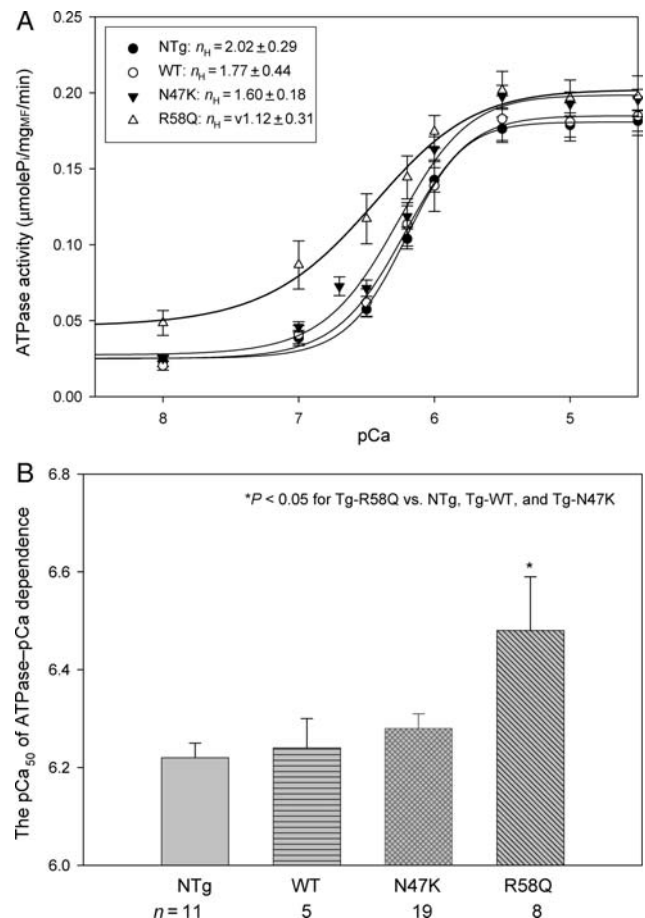 A
NTg: nH = 2.02 ± 0.29
WT: nH = 1.77 ± 0.44
N47K: nH = 1.60 ± 0.18
R58Q: nH = v1.12 ± 0.31
ATPase activity (µmolePi/mgMF/min)
0.20
0.15
0.10
0.05
0.00
8 7 6 5
pCa
B
The pCa50 of ATPase–pCa dependence
6.8
*P < 0.05 for Tg-R58Q vs. NTg, Tg-WT, and Tg-N47K
6.6
*
6.4
6.2
6.0
NTg WT N47K R58Q
n = 11 5 19 8